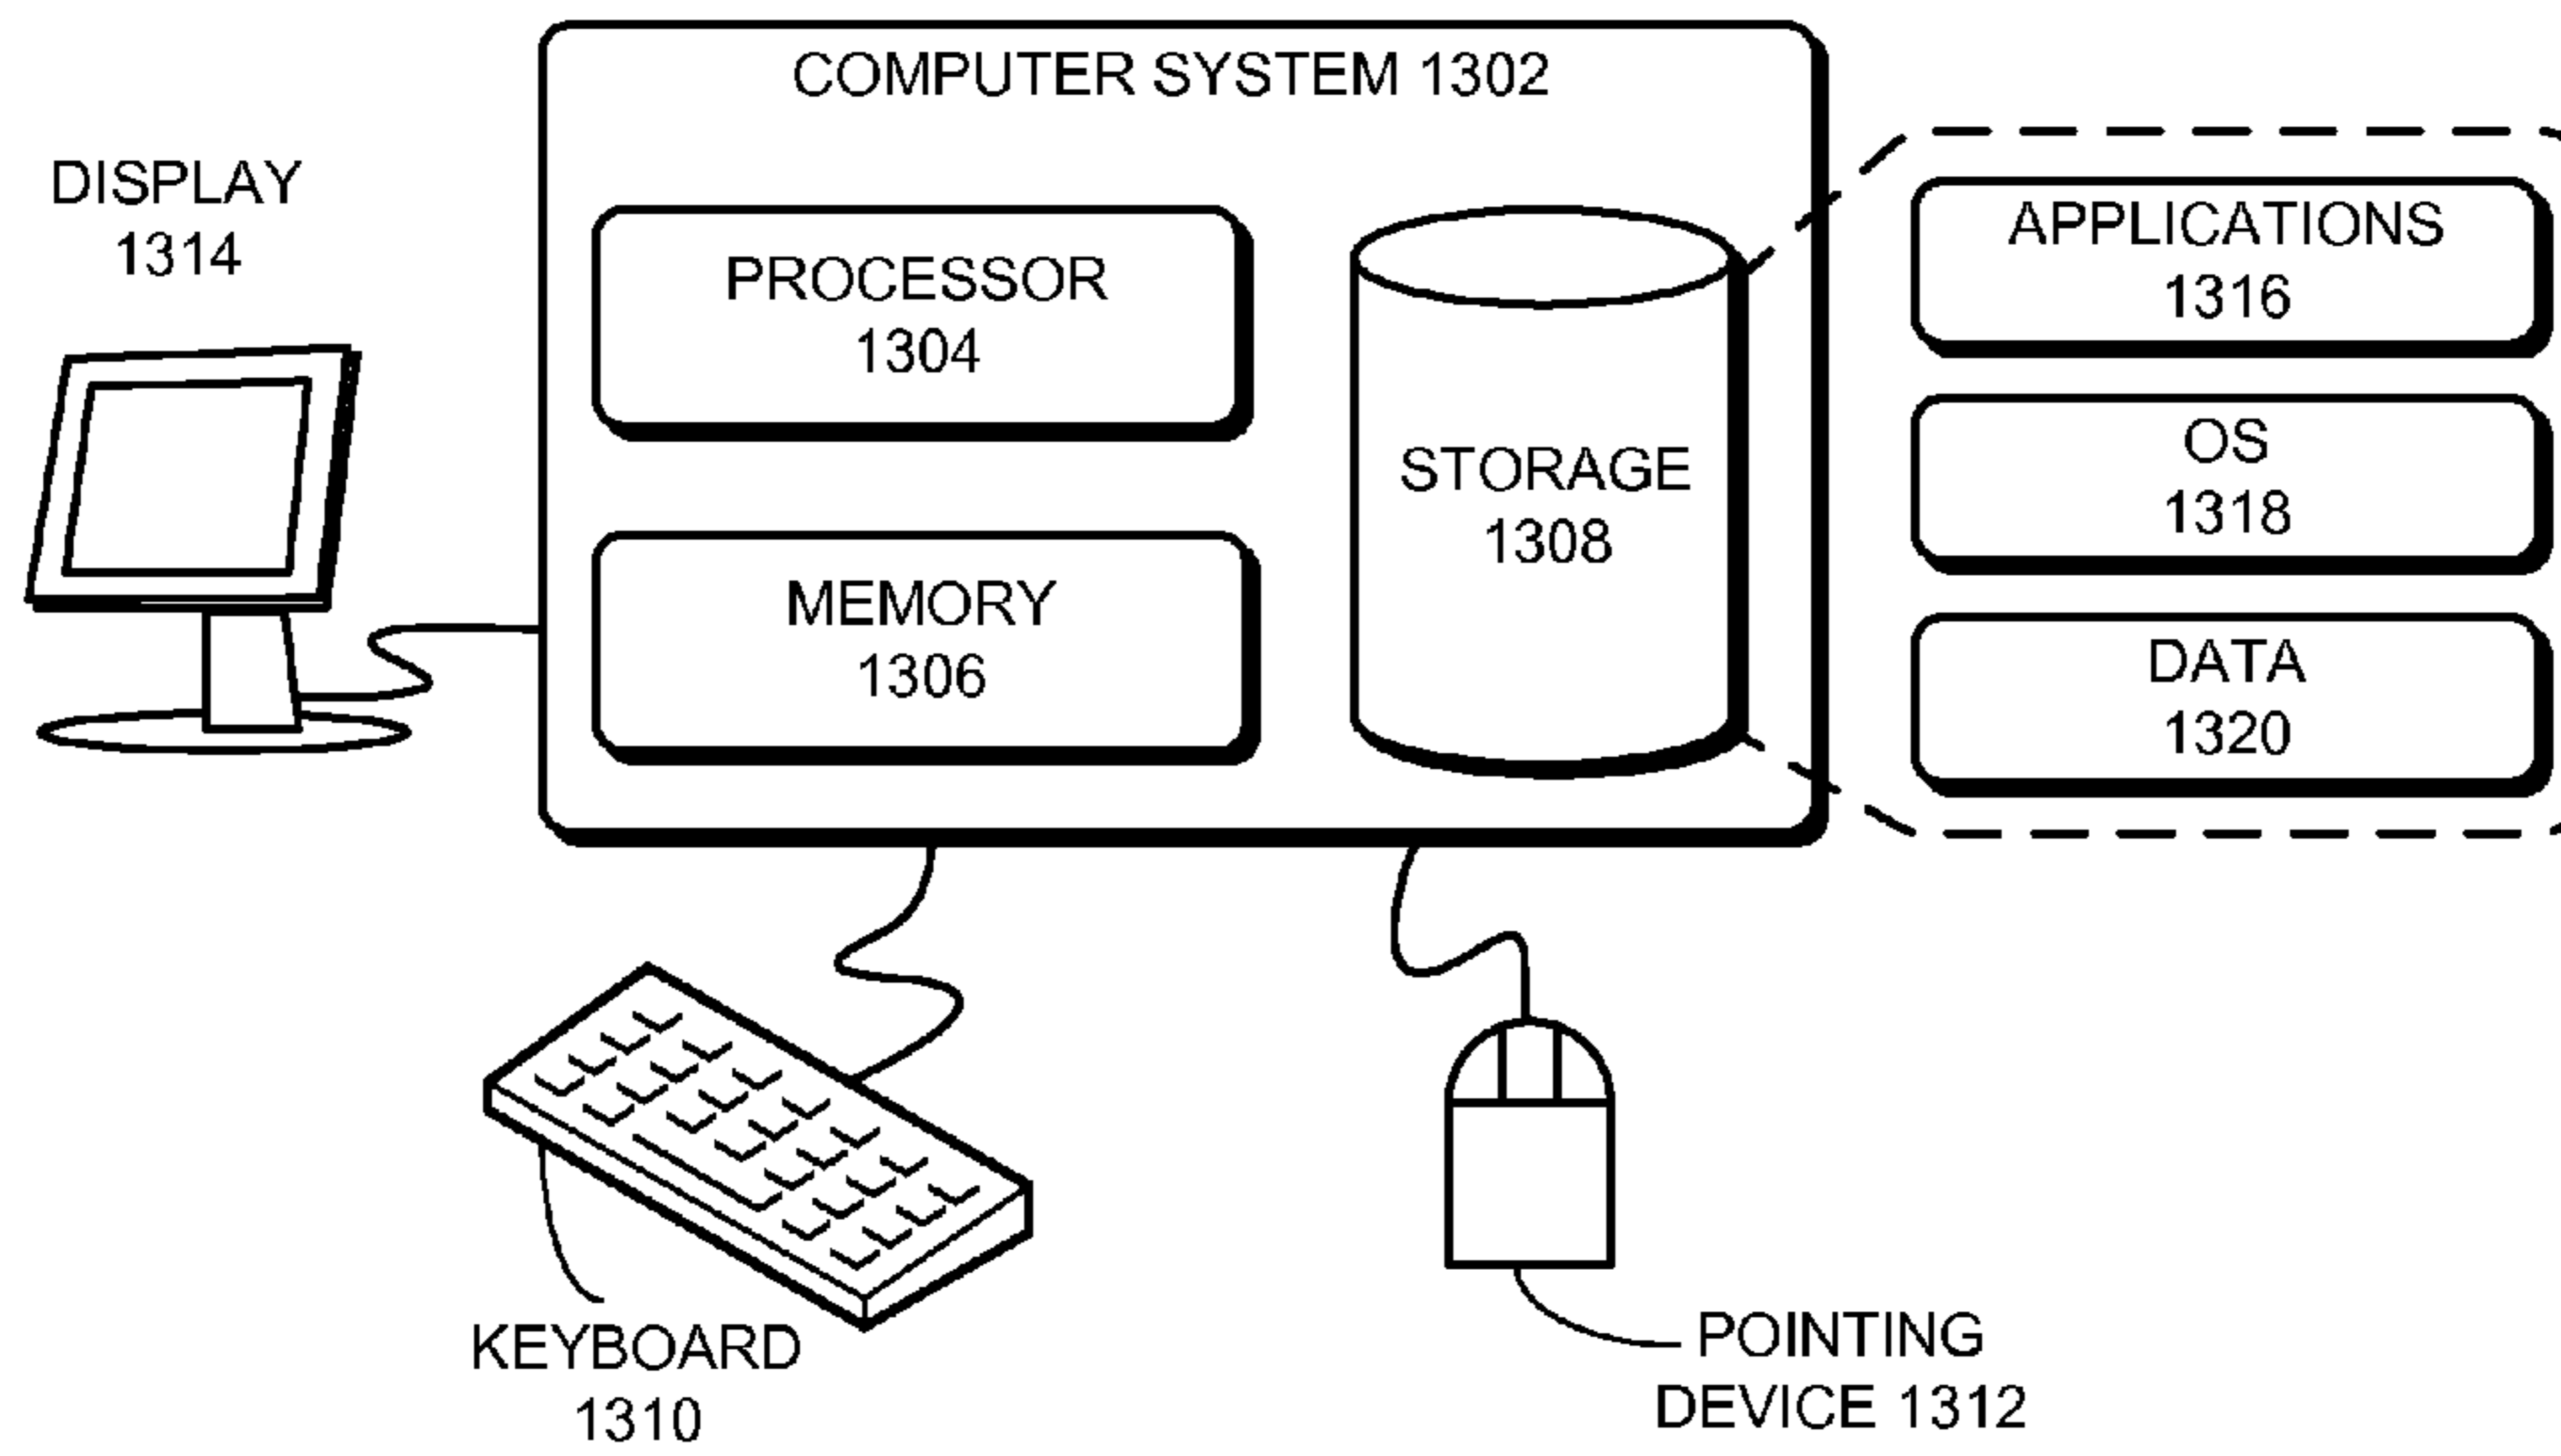 COMPUTER SYSTEM 1302
DISPLAY
1314
PROCESSOR
1304
MEMORY
1306
STORAGE
1308
APPLICATIONS
1316
OS
1318
DATA
1320
KEYBOARD
1310
POINTING
DEVICE 1312